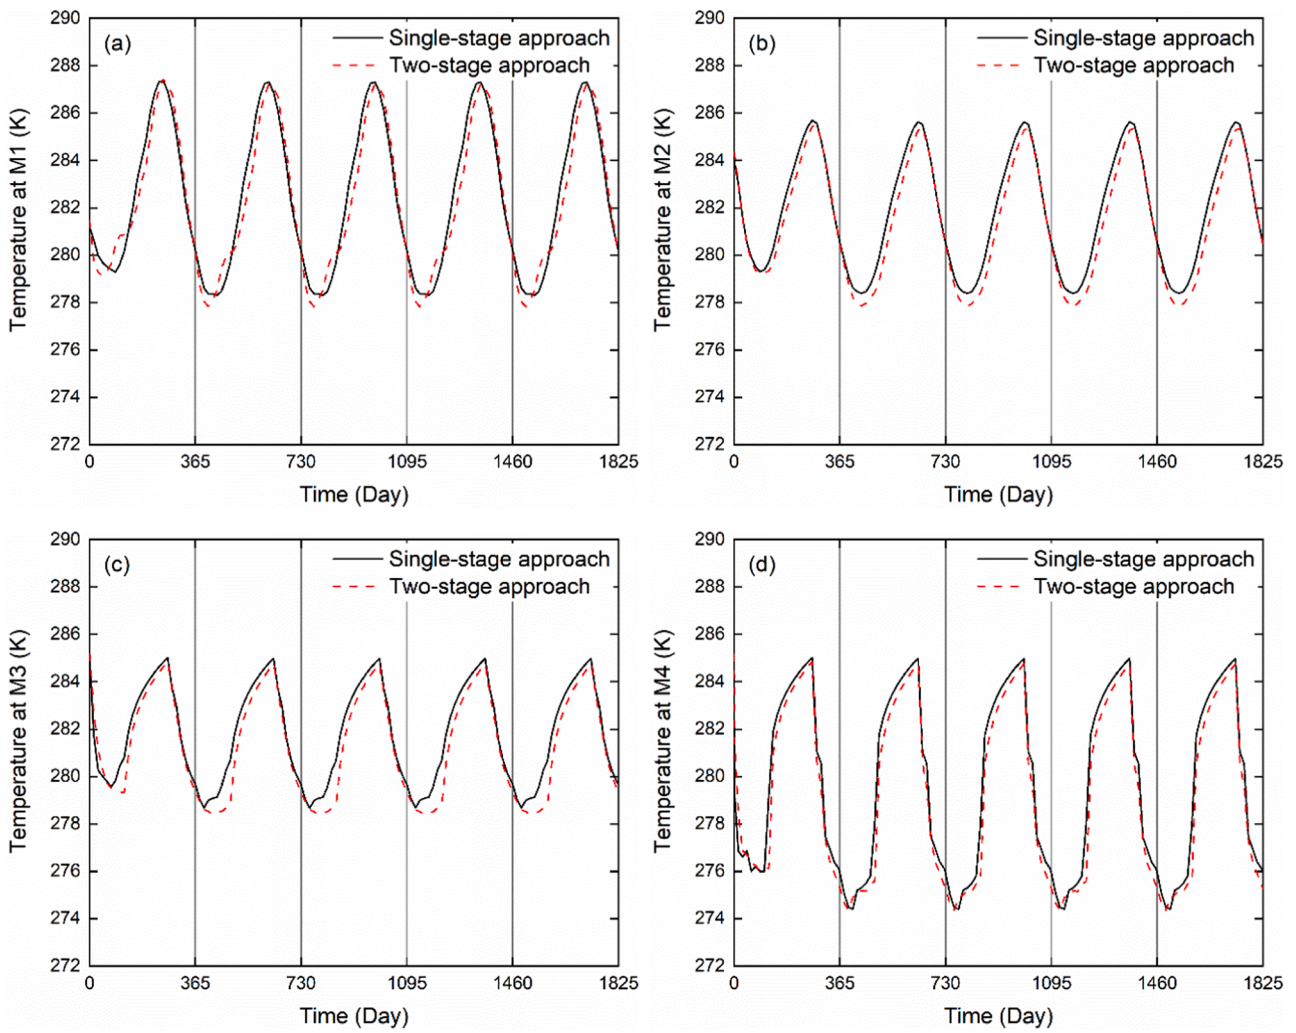 (a)
Single-stage approach
Two-stage approach
290
288
286
284
282
280
278
276
274
272
Temperature at M1 (K)
0 365 730 1095 1460 1825
Time (Day)
(b)
Single-stage approach
Two-stage approach
290
288
286
284
282
280
278
276
274
272
Temperature at M2 (K)
0 365 730 1095 1460 1825
Time (Day)
(c)
Single-stage approach
Two-stage approach
290
288
286
284
282
280
278
276
274
272
Temperature at M3 (K)
0 365 730 1095 1460 1825
Time (Day)
(d)
Single-stage approach
Two-stage approach
290
288
286
284
282
280
278
276
274
272
Temperature at M4 (K)
0 365 730 1095 1460 1825
Time (Day)